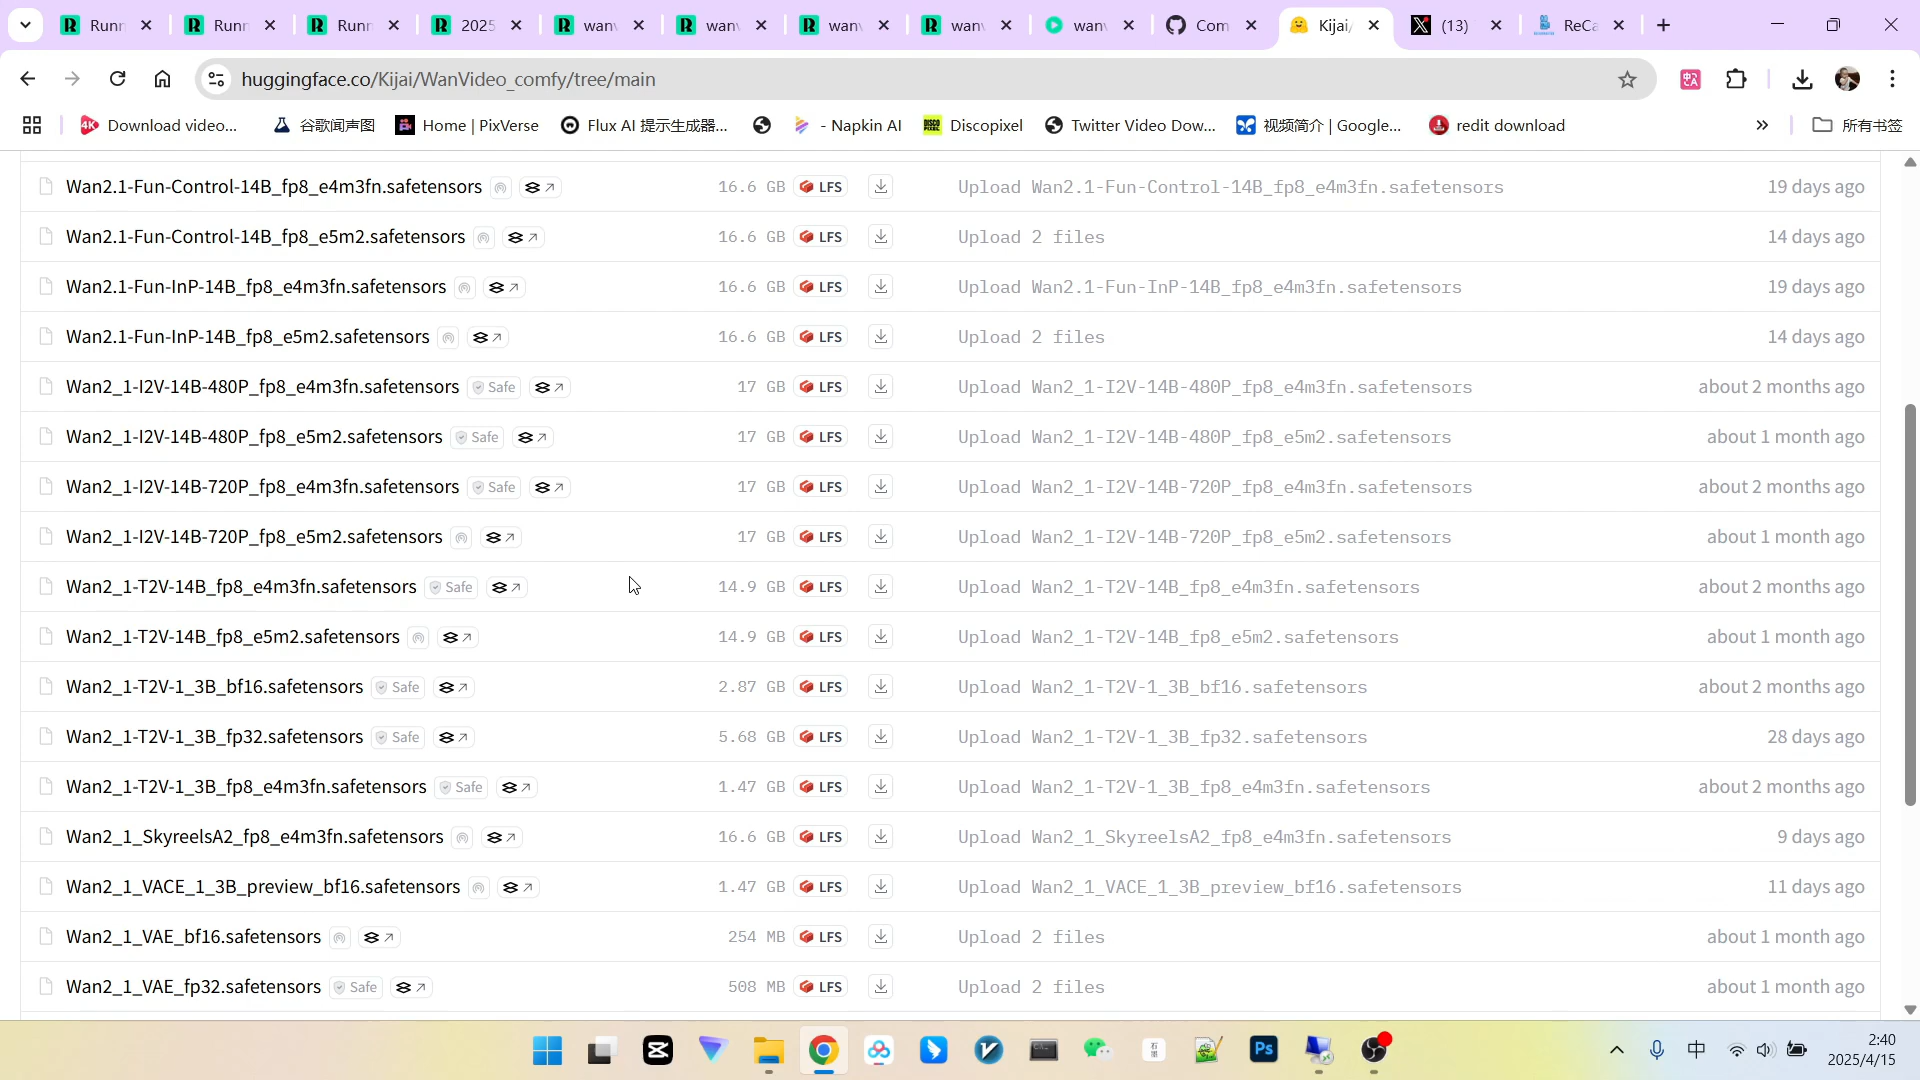 Runn
Runn
Runn
2025
wanv
wanv
wanv
wanv
wanv
Com
Kijai/
(13)
ReCa
huggingface.co/Kijai/WanVideo_comfy/tree/main
Download video...
谷歌闻声图
Home | PixVerse
Flux AI 提示生成器...
- Napkin AI
Discopixel
Twitter Video Dow...
视频简介 | Google...
redit download
所有书签
Wan2.1-Fun-Control-14B_fp8_e4m3fn.safetensors 16.6 GB LFS Upload Wan2.1-Fun-Control-14B_fp8_e4m3fn.safetensors 19 days ago
Wan2.1-Fun-Control-14B_fp8_e5m2.safetensors 16.6 GB LFS Upload 2 files 14 days ago
Wan2.1-Fun-InP-14B_fp8_e4m3fn.safetensors 16.6 GB LFS Upload Wan2.1-Fun-InP-14B_fp8_e4m3fn.safetensors 19 days ago
Wan2.1-Fun-InP-14B_fp8_e5m2.safetensors 16.6 GB LFS Upload 2 files 14 days ago
Wan2_1-I2V-14B-480P_fp8_e4m3fn.safetensors Safe 17 GB LFS Upload Wan2_1-I2V-14B-480P_fp8_e4m3fn.safetensors about 2 months ago
Wan2_1-I2V-14B-480P_fp8_e5m2.safetensors Safe 17 GB LFS Upload Wan2_1-I2V-14B-480P_fp8_e5m2.safetensors about 1 month ago
Wan2_1-I2V-14B-720P_fp8_e4m3fn.safetensors Safe 17 GB LFS Upload Wan2_1-I2V-14B-720P_fp8_e4m3fn.safetensors about 2 months ago
Wan2_1-I2V-14B-720P_fp8_e5m2.safetensors 17 GB LFS Upload Wan2_1-I2V-14B-720P_fp8_e5m2.safetensors about 1 month ago
Wan2_1-T2V-14B_fp8_e4m3fn.safetensors Safe 14.9 GB LFS Upload Wan2_1-T2V-14B_fp8_e4m3fn.safetensors about 2 months ago
Wan2_1-T2V-14B_fp8_e5m2.safetensors 14.9 GB LFS Upload Wan2_1-T2V-14B_fp8_e5m2.safetensors about 1 month ago
Wan2_1-T2V-1_3B_bf16.safetensors Safe 2.87 GB LFS Upload Wan2_1-T2V-1_3B_bf16.safetensors about 2 months ago
Wan2_1-T2V-1_3B_fp32.safetensors Safe 5.68 GB LFS Upload Wan2_1-T2V-1_3B_fp32.safetensors 28 days ago
Wan2_1-T2V-1_3B_fp8_e4m3fn.safetensors Safe 1.47 GB LFS Upload Wan2_1-T2V-1_3B_fp8_e4m3fn.safetensors about 2 months ago
Wan2_1_SkyreelsA2_fp8_e4m3fn.safetensors 16.6 GB LFS Upload Wan2_1_SkyreelsA2_fp8_e4m3fn.safetensors 9 days ago
Wan2_1_VACE_1_3B_preview_bf16.safetensors 1.47 GB LFS Upload Wan2_1_VACE_1_3B_preview_bf16.safetensors 11 days ago
Wan2_1_VAE_bf16.safetensors 254 MB LFS Upload 2 files about 1 month ago
Wan2_1_VAE_fp32.safetensors Safe 508 MB LFS Upload 2 files about 1 month ago
Ps
中
2:40
2025/4/15